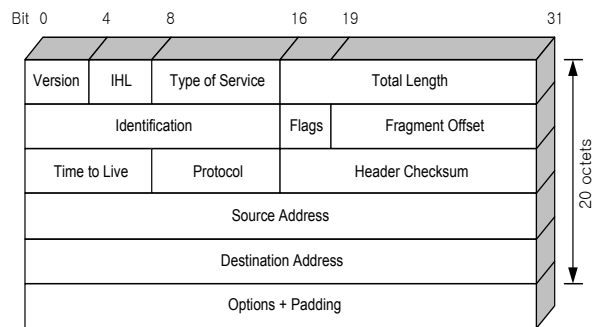 Bit 0 4 8 16 19 31
Version IHL Type of Service Total Length
Identification Flags Fragment Offset
Time to Live Protocol Header Checksum
Source Address
Destination Address
Options + Padding
20 octets